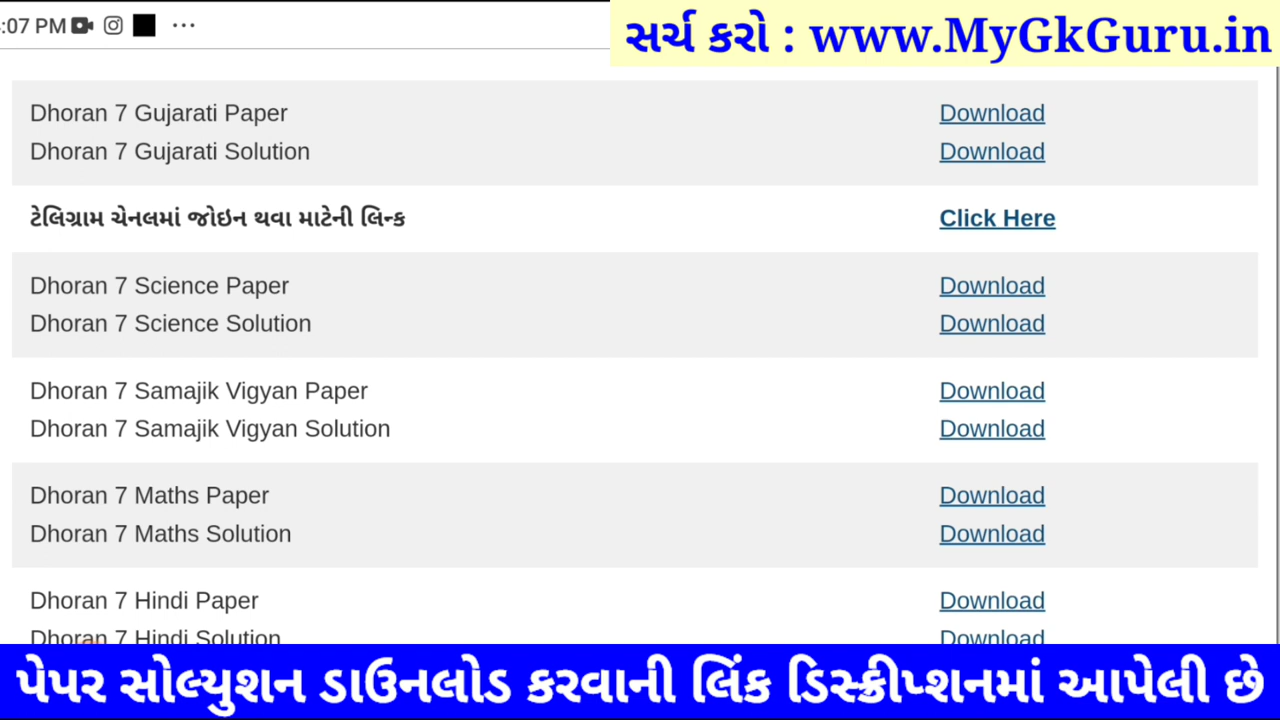 :07 PM
સર્ચ કરો : www.MyGkGuru.in
Dhoran 7 Gujarati Paper Download
Dhoran 7 Gujarati Solution Download
ટેલિગ્રામ ચેનલમાં જોઇન થવા માટેની લિન્ક Click Here
Dhoran 7 Science Paper Download
Dhoran 7 Science Solution Download
Dhoran 7 Samajik Vigyan Paper Download
Dhoran 7 Samajik Vigyan Solution Download
Dhoran 7 Maths Paper Download
Dhoran 7 Maths Solution Download
Dhoran 7 Hindi Paper Download
Dhoran 7 Hindi Solution Download
પેપર સોલ્યુશન ડાઉનલોડ કરવાની લિંક ડિસ્ક્રીપ્શનમાં આપેલી છે